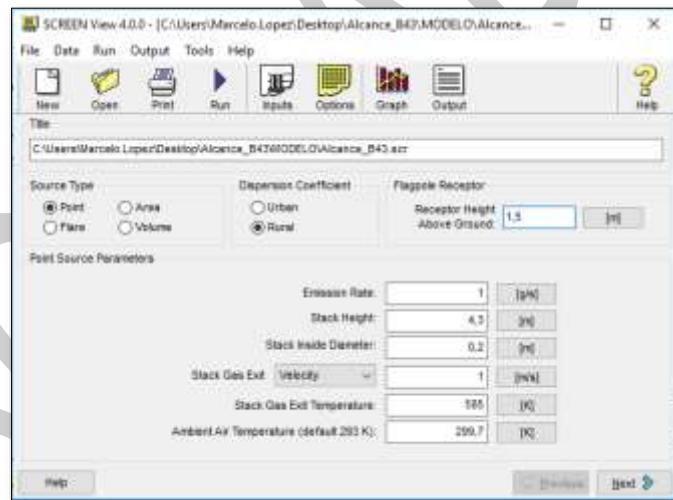 SCREEN View 4.0.0 - [C:\Users\Marcelo.Lopez\Desktop\Alcance_B43\MODELO\Alcance...
File Data Run Output Tools Help
New Open Print Run Inputs Options Graph Output Help
Title
C:\Users\Marcelo.Lopez\Desktop\Alcance_B43\MODELO\Alcance_B43.scr
Source Type Dispersion Coefficient Flagpole Receptor
Point Area Urban Receptor Height 1,5 [m]
Flare Volume Rural Above Ground:
Point Source Parameters
Emission Rate: 1 [g/s]
Stack Height: 4,3 [m]
Stack Inside Diameter: 0,2 [m]
Stack Gas Exit Velocity 1 [m/s]
Stack Gas Exit Temperature: [K]
Ambient Air Temperature (default 293 K): 299,7 [K]
Help Previous Next